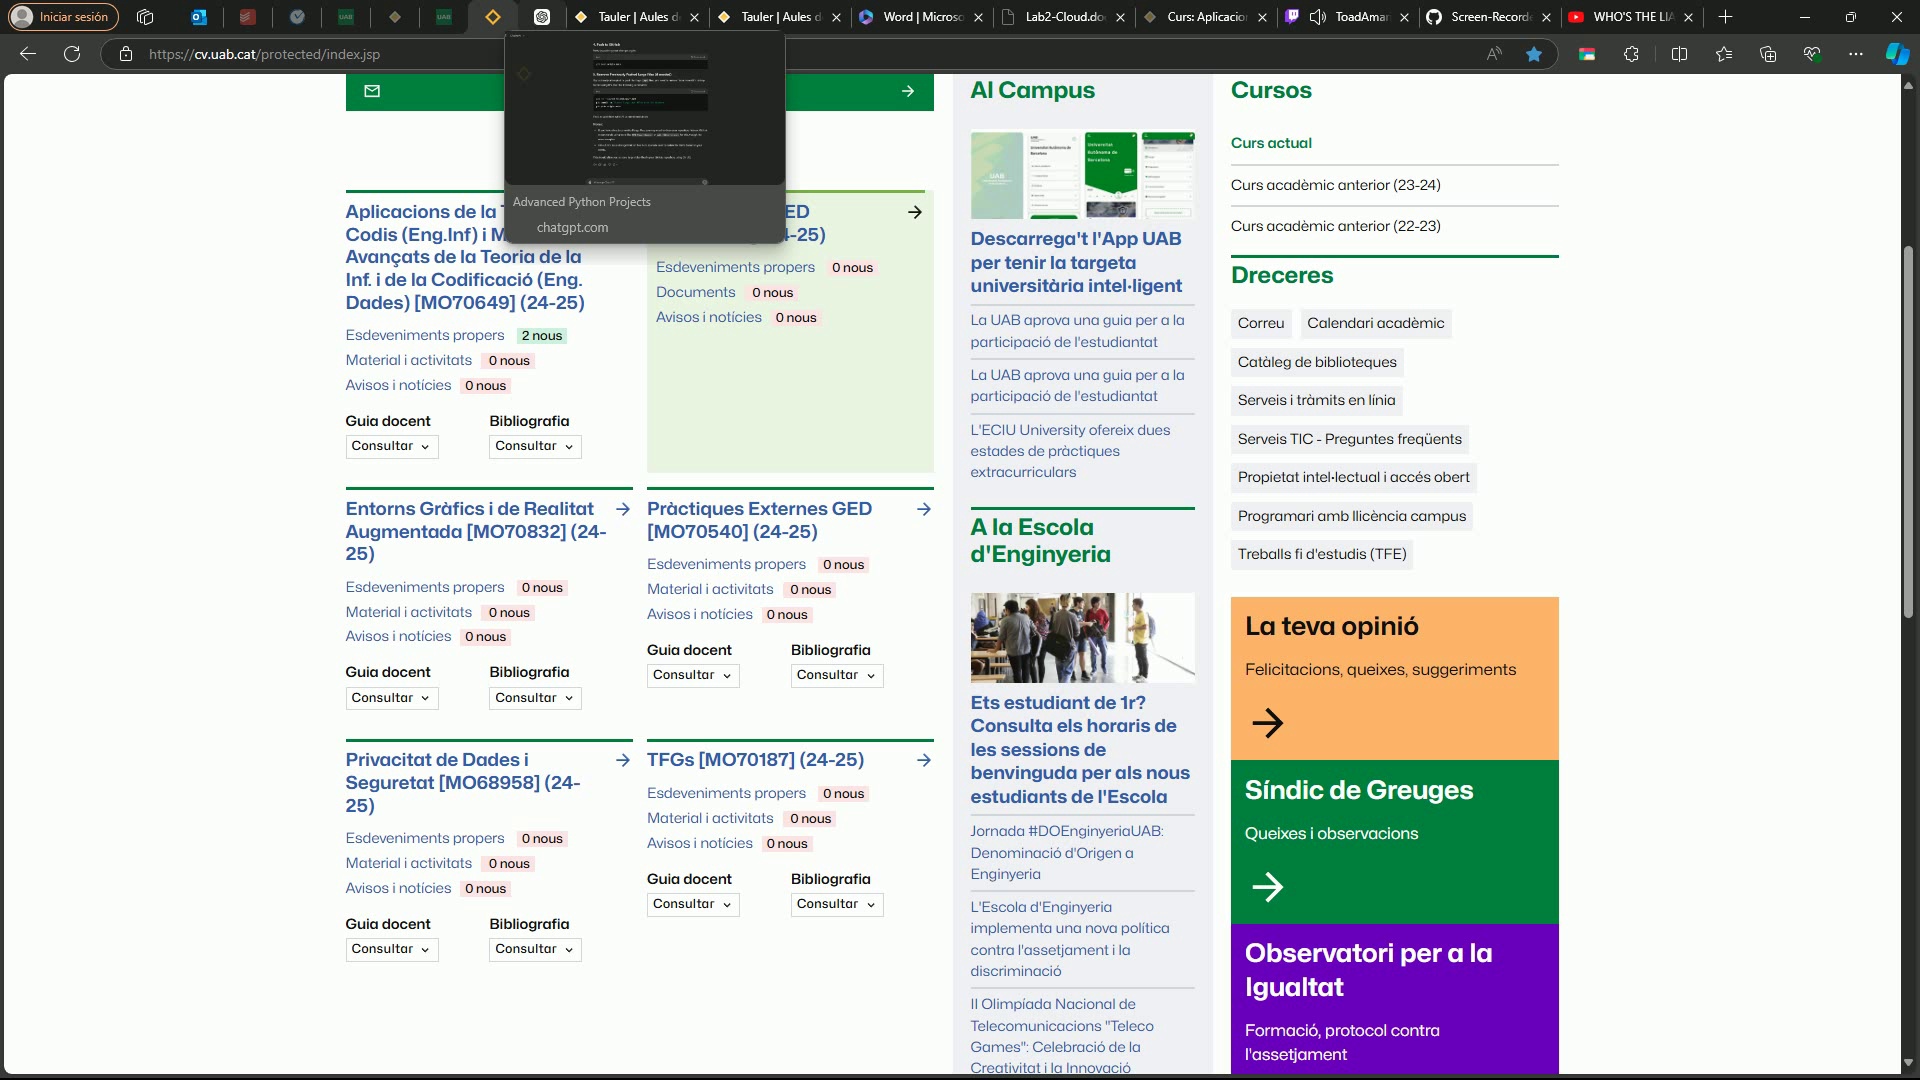 Iniciar sesión
Tauler | Aules d
Tauler | Aules d
Word | Microso
Lab2-Cloud.do
Curs: Aplicacior
ToadAmar
Screen-Record
WHO'S THE LIA
https://cv.uab.cat/protected/index.jsp
Advanced Python Projects
chatgpt.com
Aplicacions de la T
Codis (Eng.Inf) i M
Avançats de la Teoria de la
Inf. i de la Codificació (Eng.
Dades) [MO70649] (24-25)
Esdeveniments propers 2 nous
Material i activitats 0 nous
Avisos i notícies 0 nous
Guia docent Bibliografia
Consultar Consultar
ED
4-25)
Esdeveniments propers 0 nous
Documents 0 nous
Avisos i notícies 0 nous
Entorns Gràfics i de Realitat
Augmentada [MO70832] (24-
25)
Esdeveniments propers 0 nous
Material i activitats 0 nous
Avisos i notícies 0 nous
Guia docent Bibliografia
Consultar Consultar
Pràctiques Externes GED
[MO70540] (24-25)
Esdeveniments propers 0 nous
Material i activitats 0 nous
Avisos i notícies 0 nous
Guia docent Bibliografia
Consultar Consultar
Privacitat de Dades i
Seguretat [MO68958] (24-
25)
Esdeveniments propers 0 nous
Material i activitats 0 nous
Avisos i notícies 0 nous
Guia docent Bibliografia
Consultar Consultar
TFGs [MO70187] (24-25)
Esdeveniments propers 0 nous
Material i activitats 0 nous
Avisos i notícies 0 nous
Guia docent Bibliografia
Consultar Consultar
Al Campus
Descarrega't l'App UAB
per tenir la targeta
universitària intel·ligent
La UAB aprova una guia per a la
participació de l'estudiantat
La UAB aprova una guia per a la
participació de l'estudiantat
L'ECIU University ofereix dues
estades de pràctiques
extracurriculars
A la Escola
d'Enginyeria
Ets estudiant de 1r?
Consulta els horaris de
les sessions de
benvinguda per als nous
estudiants de l'Escola
Jornada #DOEnginyeriaUAB:
Denominació d'Origen a
Enginyeria
L'Escola d'Enginyeria
implementa una nova política
contra l'assetjament i la
discriminació
II Olimpíada Nacional de
Telecomunicacions "Teleco
Games": Celebració de la
Creativitat i la Innovació
Cursos
Curs actual
Curs acadèmic anterior (23-24)
Curs acadèmic anterior (22-23)
Dreceres
Correu Calendari acadèmic
Catàleg de biblioteques
Serveis i tràmits en línia
Serveis TIC - Preguntes freqüents
Propietat intel·lectual i accés obert
Programari amb llicència campus
Treballs fi d'estudis (TFE)
La teva opinió
Felicitacions, queixes, suggeriments
Síndic de Greuges
Queixes i observacions
Observatori per a la
Igualtat
Formació, protocol contra
l'assetjament